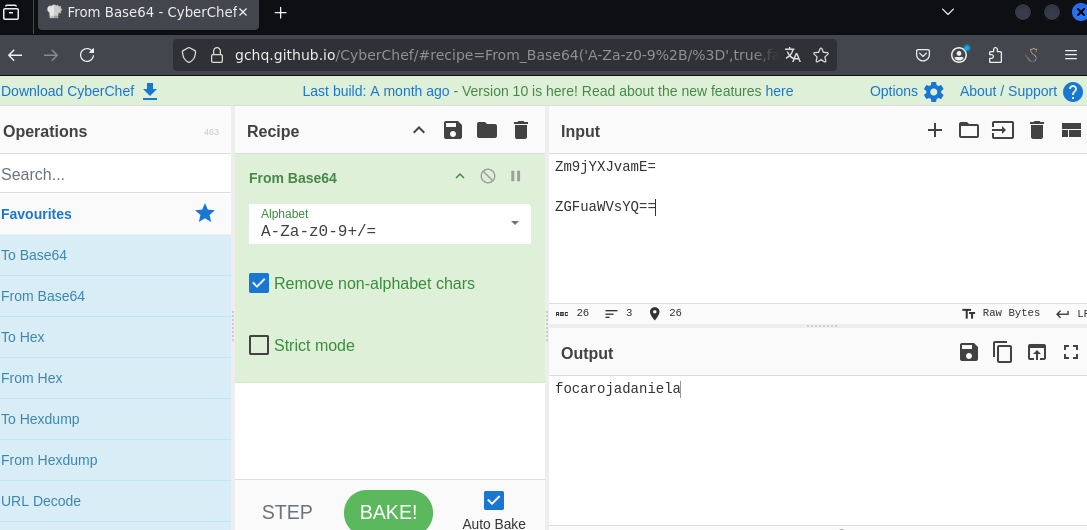 From Base64 - CyberChef
gchq.github.io/CyberChef/#recipe=From_Base64('A-Za-z0-9%2B/%3D',true,fa
Download CyberChef
Last build: A month ago - Version 10 is here! Read about the new features here
Options
About / Support
Operations
463
Recipe
Input
Search...
Favourites
To Base64
From Base64
To Hex
From Hex
To Hexdump
From Hexdump
URL Decode
From Base64
Alphabet
A-Za-z0-9+/=
Remove non-alphabet chars
Strict mode
STEP
BAKE!
Auto Bake
Zm9jYXJvamE=
ZGFuaWVsYQ==
ABC 26
3
26
Raw Bytes
LF
Output
focarojadaniela